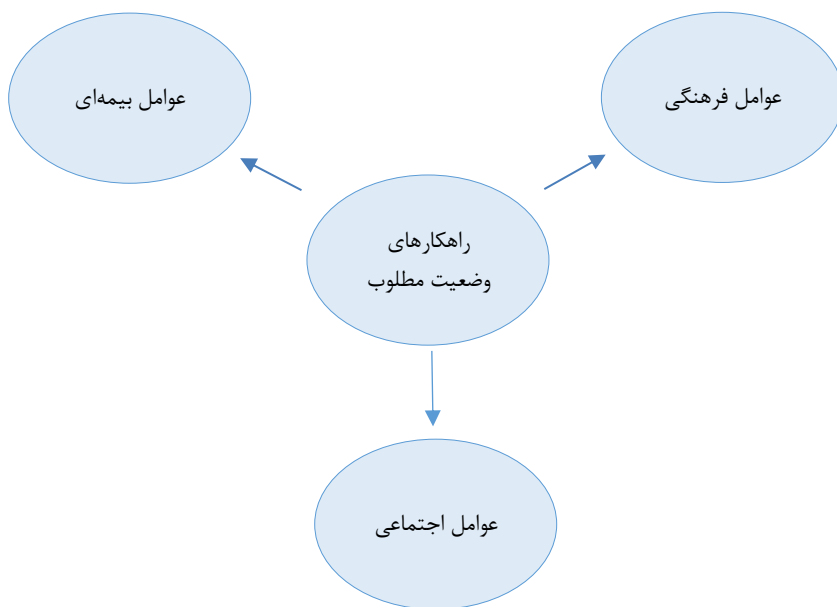 عوامل فرهنگی
عوامل بیمه‌ای
راهکارهای
وضعیت مطلوب
عوامل اجتماعی